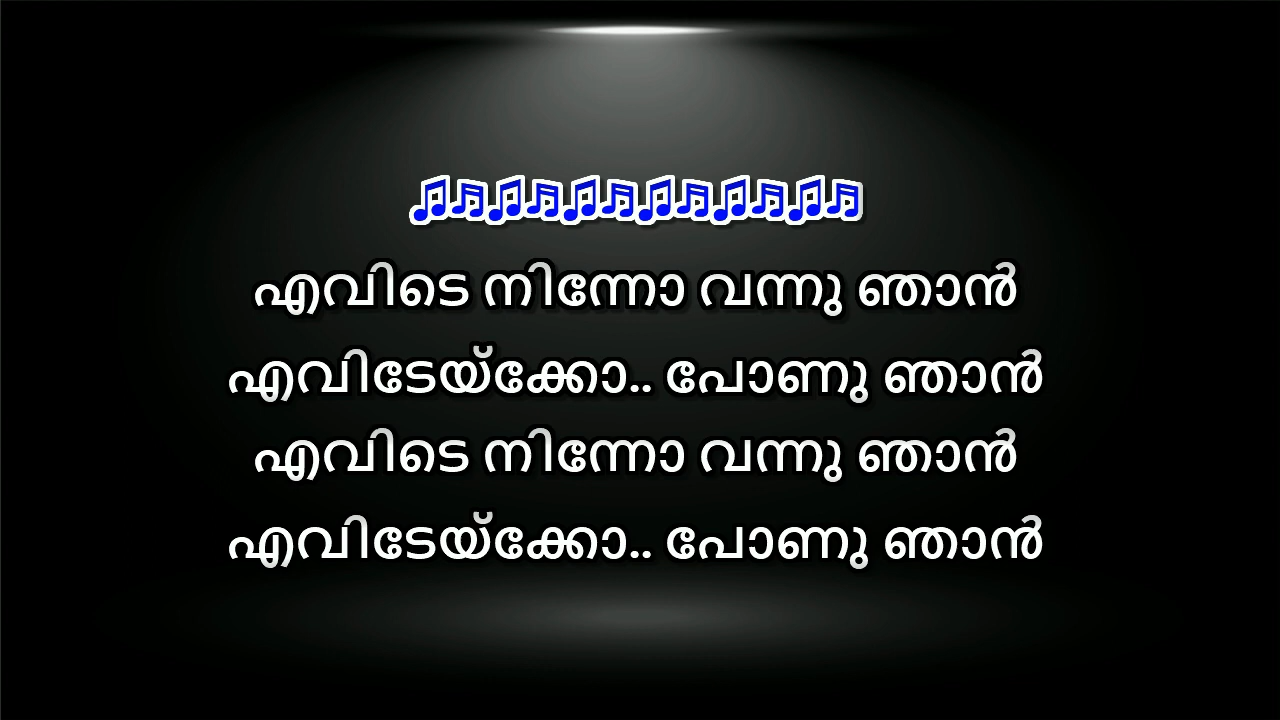 🎵🎶🎵🎶🎵🎶🎵🎶🎵🎶🎵🎶
എവിടെ നിന്നോ വന്നു ഞാൻ
എവിടേയ്ക്കോ.. പോണു ഞാൻ
എവിടെ നിന്നോ വന്നു ഞാൻ
എവിടേയ്ക്കോ.. പോണു ഞാൻ